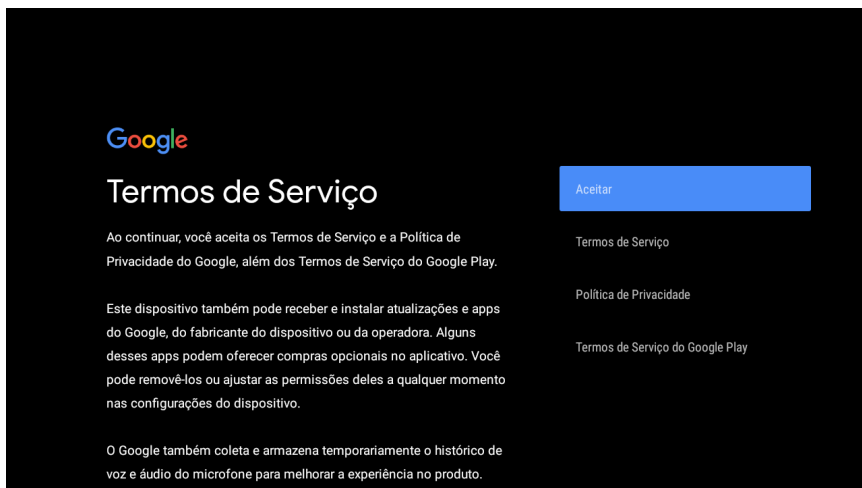 Google
Termos de Serviço
Ao continuar, você aceita os Termos de Serviço e a Política de
Privacidade do Google, além dos Termos de Serviço do Google Play.
Este dispositivo também pode receber e instalar atualizações e apps
do Google, do fabricante do dispositivo ou da operadora. Alguns
desses apps podem oferecer compras opcionais no aplicativo. Você
pode removê-los ou ajustar as permissões deles a qualquer momento
nas configurações do dispositivo.
O Google também coleta e armazena temporariamente o histórico de
voz e áudio do microfone para melhorar a experiência no produto.
Aceitar
Termos de Serviço
Política de Privacidade
Termos de Serviço do Google Play